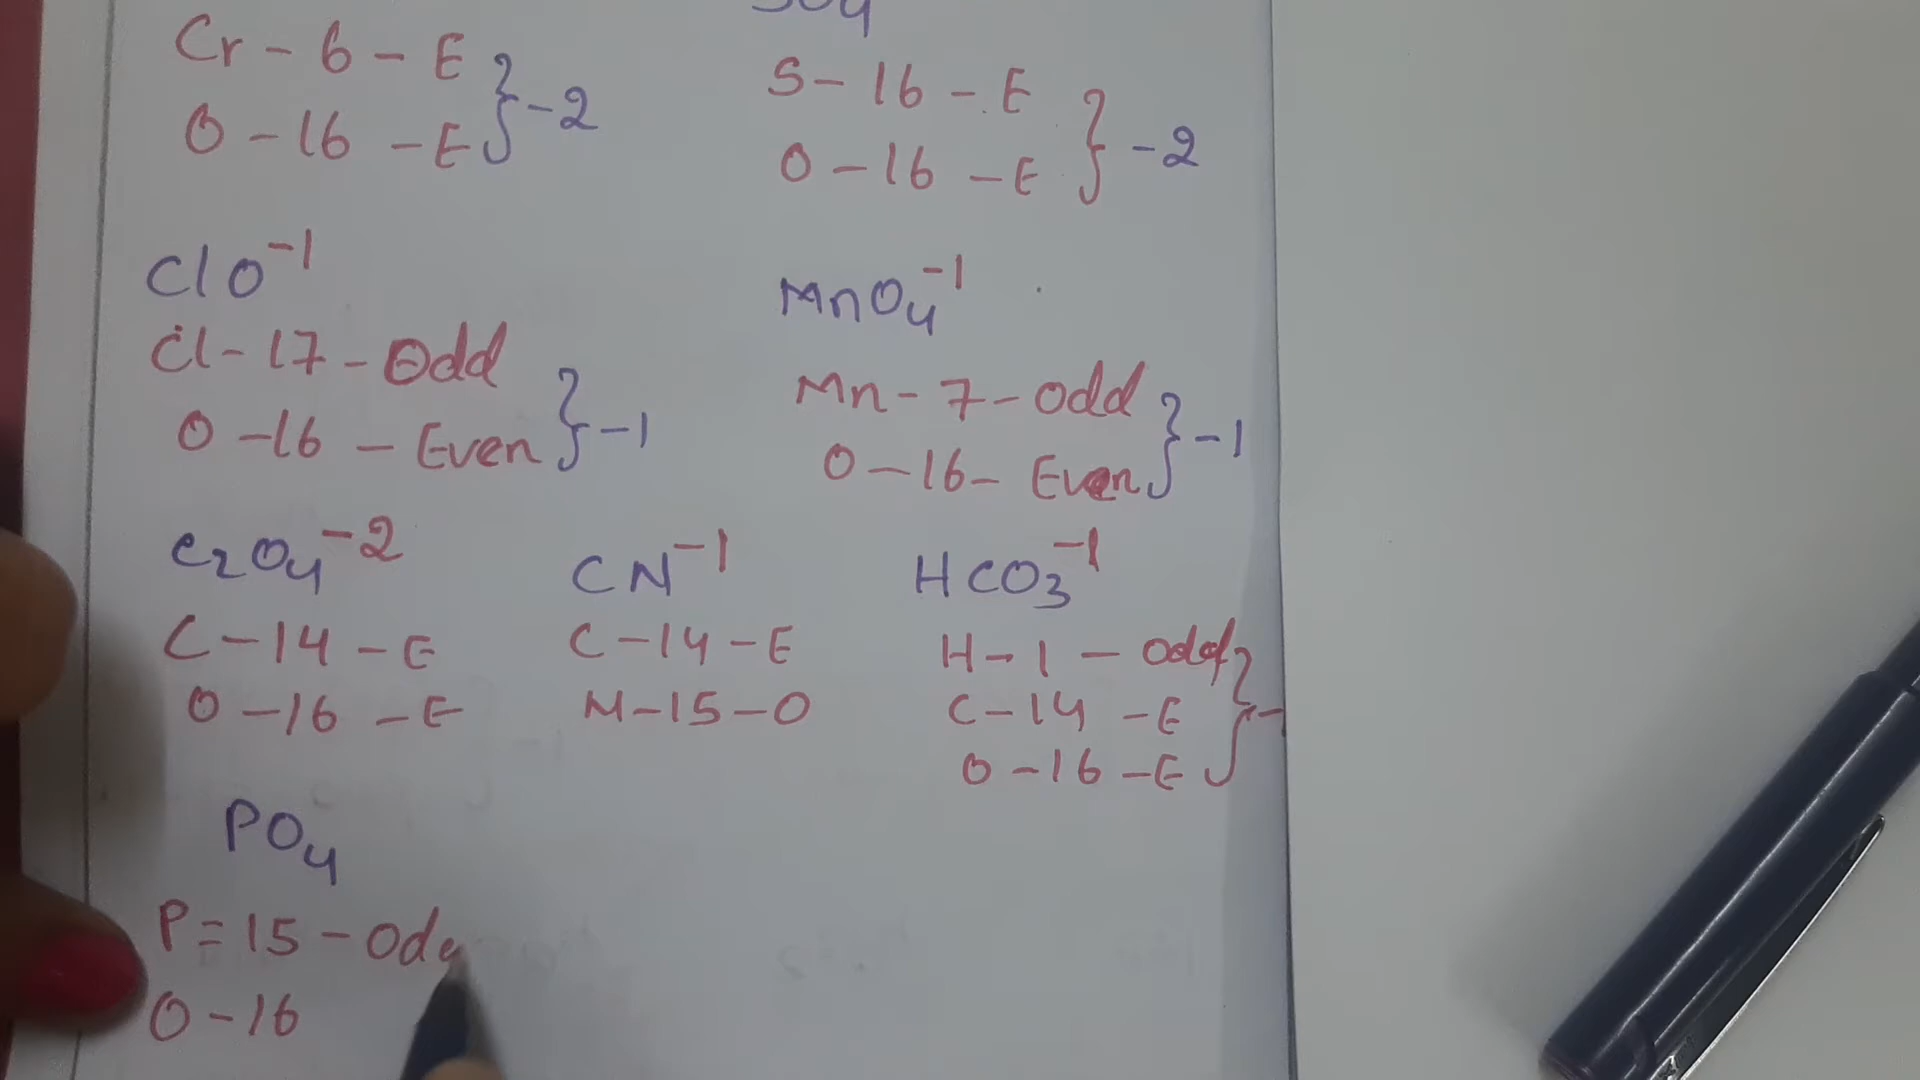 SO4
Cr - 6 - E
O - 16 - E } -2
S - 16 - E
O - 16 - E } -2
ClO⁻¹
Cl - 17 - Odd
O - 16 - Even } -1
MnO₄⁻¹
Mn - 7 - Odd
O - 16 - Even } -1
C₂O₄⁻²
C - 14 - E
O - 16 - E
CN⁻¹
C - 14 - E
N - 15 - O
HCO₃⁻¹
H - 1 - Odd
C - 14 - E } -
O - 16 - E
PO₄
P = 15 - Odd
O - 16